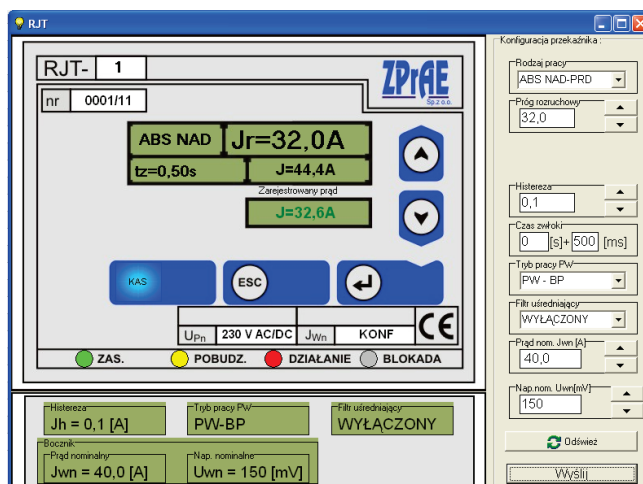 RJT
RJT- 1
nr 0001/11
ZPrAE
Sp.z o.o.
ABS NAD Jr=32,0A
tz=0,50s J=44,4A
Zarejestrowany prąd
J=32,6A
KAS ESC
UPn 230 V AC/DC JWn KONF CE
ZAS. POBUDZ. DZIAŁANIE BLOKADA
Histereza
Jh = 0,1 [A]
Tryb pracy PW
PW-BP
Filtr uśredniający
WYŁĄCZONY
Bocznik
Prąd nominalny
Jwn = 40,0 [A]
Nap. nominalne
Uwn = 150 [mV]
Konfiguracja przekaźnika :
Rodzaj pracy
ABS NAD-PRD
Próg rozruchowy
32,0
Histereza
0,1
Czas zwłoki
0 [s]+ 500 [ms]
Tryb pracy PW
PW - BP
Filtr uśredniający
WYŁĄCZONY
Prąd nom. Jwn [A]
40,0
Nap.nom. Uwn[mV]
150
Odśwież
Wyślij